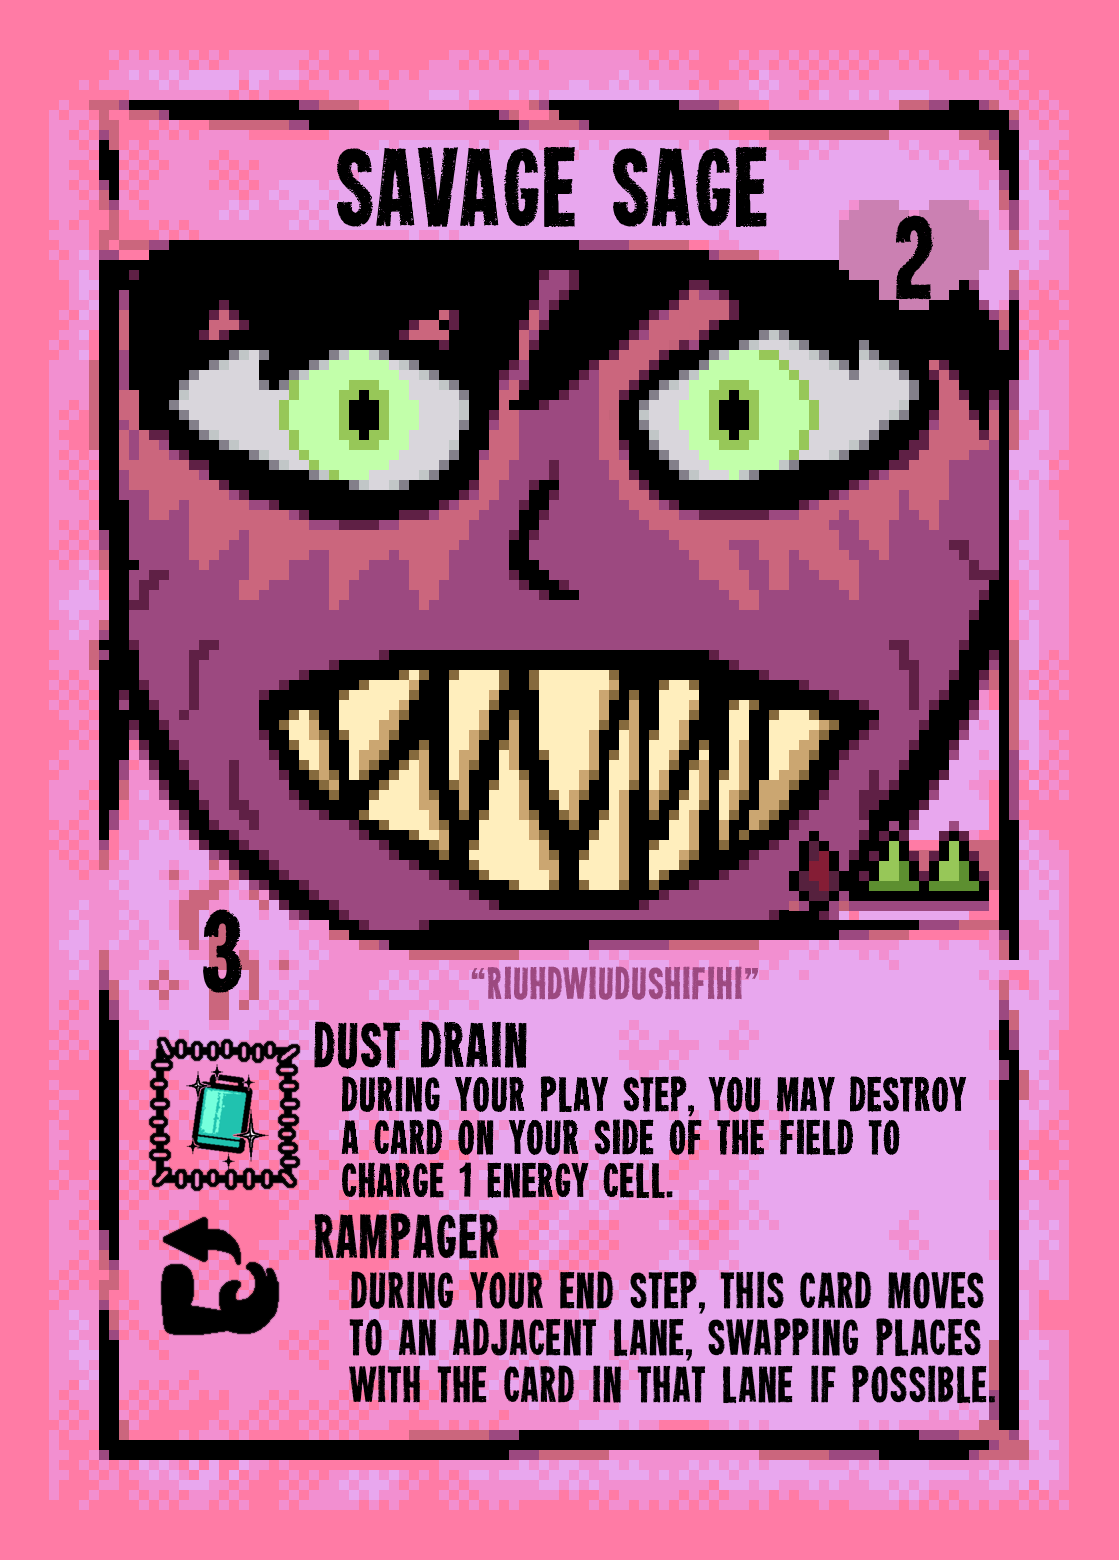 SAVAGE SAGE
2
3
“RIUHDWIUDUSHIFIHI”
DUST DRAIN
DURING YOUR PLAY STEP, YOU MAY DESTROY
A CARD ON YOUR SIDE OF THE FIELD TO
CHARGE 1 ENERGY CELL.
RAMPAGER
DURING YOUR END STEP, THIS CARD MOVES
TO AN ADJACENT LANE, SWAPPING PLACES
WITH THE CARD IN THAT LANE IF POSSIBLE.